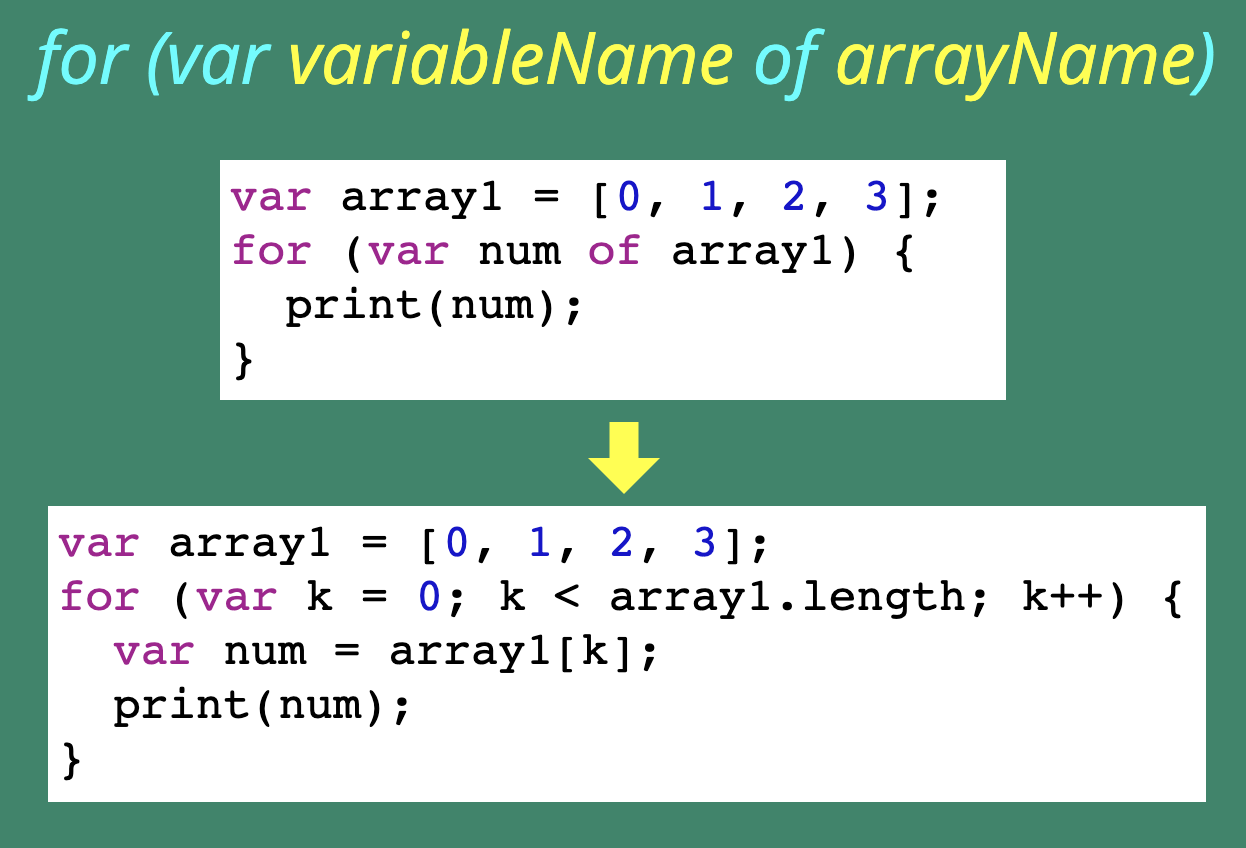 for (var variableName of arrayName)
var array1 = [0, 1, 2, 3];
for (var num of array1) {
  print(num);
}
var array1 = [0, 1, 2, 3];
for (var k = 0; k < array1.length; k++) {
  var num = array1[k];
  print(num);
}